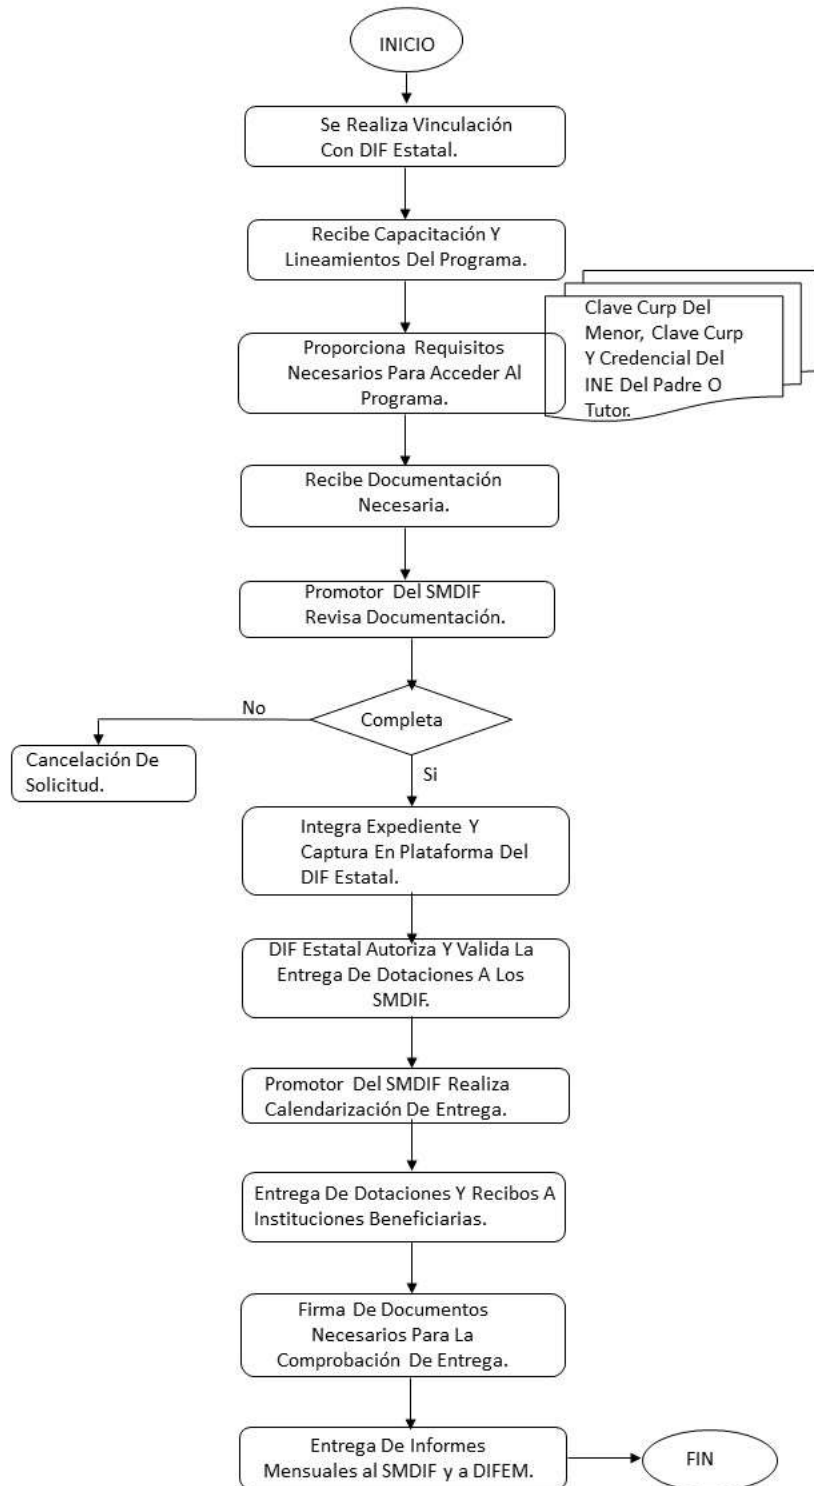 INICIO
Se Realiza Vinculación
Con DIF Estatal.
Recibe Capacitación Y
Lineamientos Del Programa.
Proporciona Requisitos
Necesarios Para Acceder Al
Programa.
Clave Curp Del
Menor, Clave Curp
Y Credencial Del
INE Del Padre O
Tutor.
Recibe Documentación
Necesaria.
Promotor Del SMDIF
Revisa Documentación.
Completa
No
Cancelación De
Solicitud.
Si
Integra Expediente Y
Captura En Plataforma Del
DIF Estatal.
DIF Estatal Autoriza Y Valida La
Entrega De Dotaciones A Los
SMDIF.
Promotor Del SMDIF Realiza
Calendarización De Entrega.
Entrega De Dotaciones Y Recibos A
Instituciones Beneficiarias.
Firma De Documentos
Necesarios Para La
Comprobación De Entrega.
Entrega De Informes
Mensuales al SMDIF y a DIFEM.
FIN